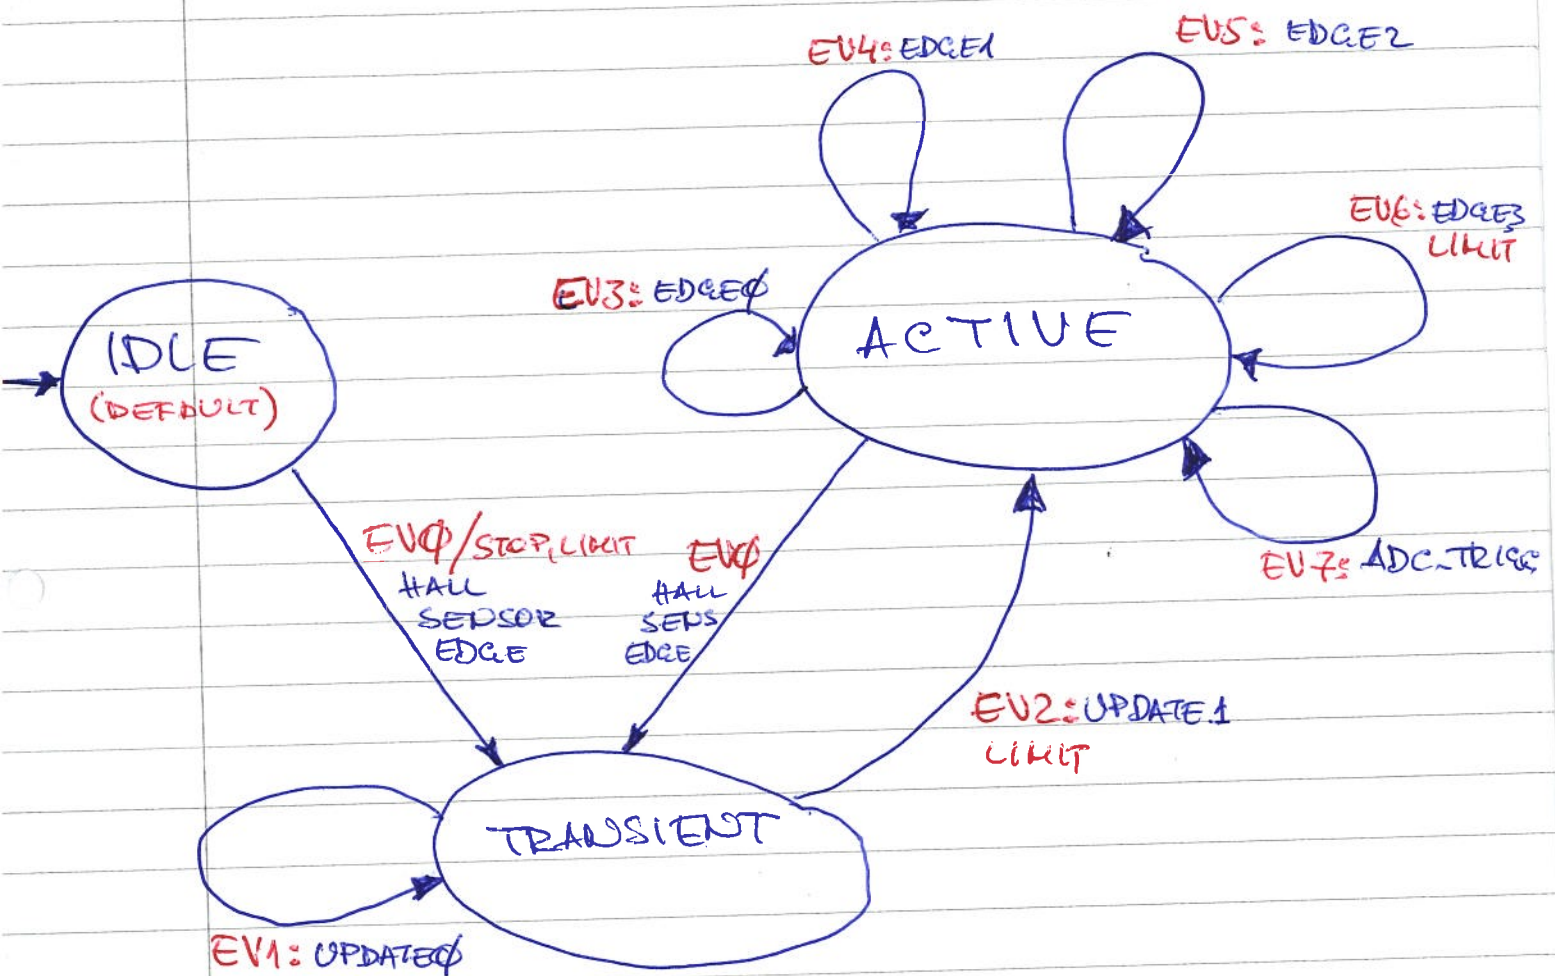 EV4: EDGE1
EV5: EDGE2
EV6: EDGE3
LIMIT
EV3: EDGEØ
ACTIVE
IDLE
(DEFAULT)
EVØ/STOP, LIMIT
HALL
SENSOR
EDGE
EVØ
HALL
SENS
EDGE
EV7: ADC_TRIGG
EV2: UPDATE1
LIMIT
TRANSIENT
EV1: UPDATEØ